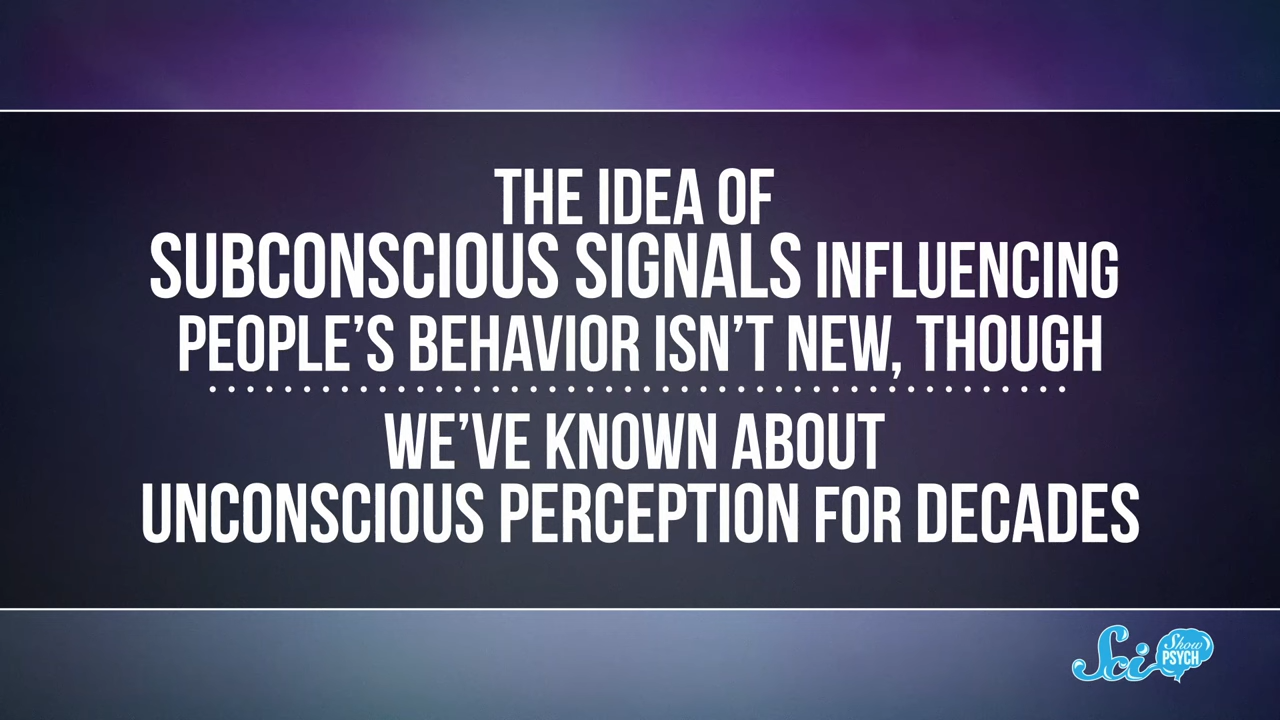 THE IDEA OF
SUBCONSCIOUS SIGNALS INFLUENCING
PEOPLE'S BEHAVIOR ISN'T NEW, THOUGH
WE'VE KNOWN ABOUT
UNCONSCIOUS PERCEPTION FOR DECADES
Sci Show
PSYCH